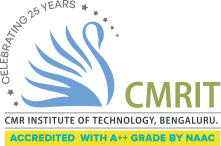 CELEBRATING 25 YEARS
CMRIT
CMR INSTITUTE OF TECHNOLOGY, BENGALURU.
ACCREDITED WITH A++ GRADE BY NAAC